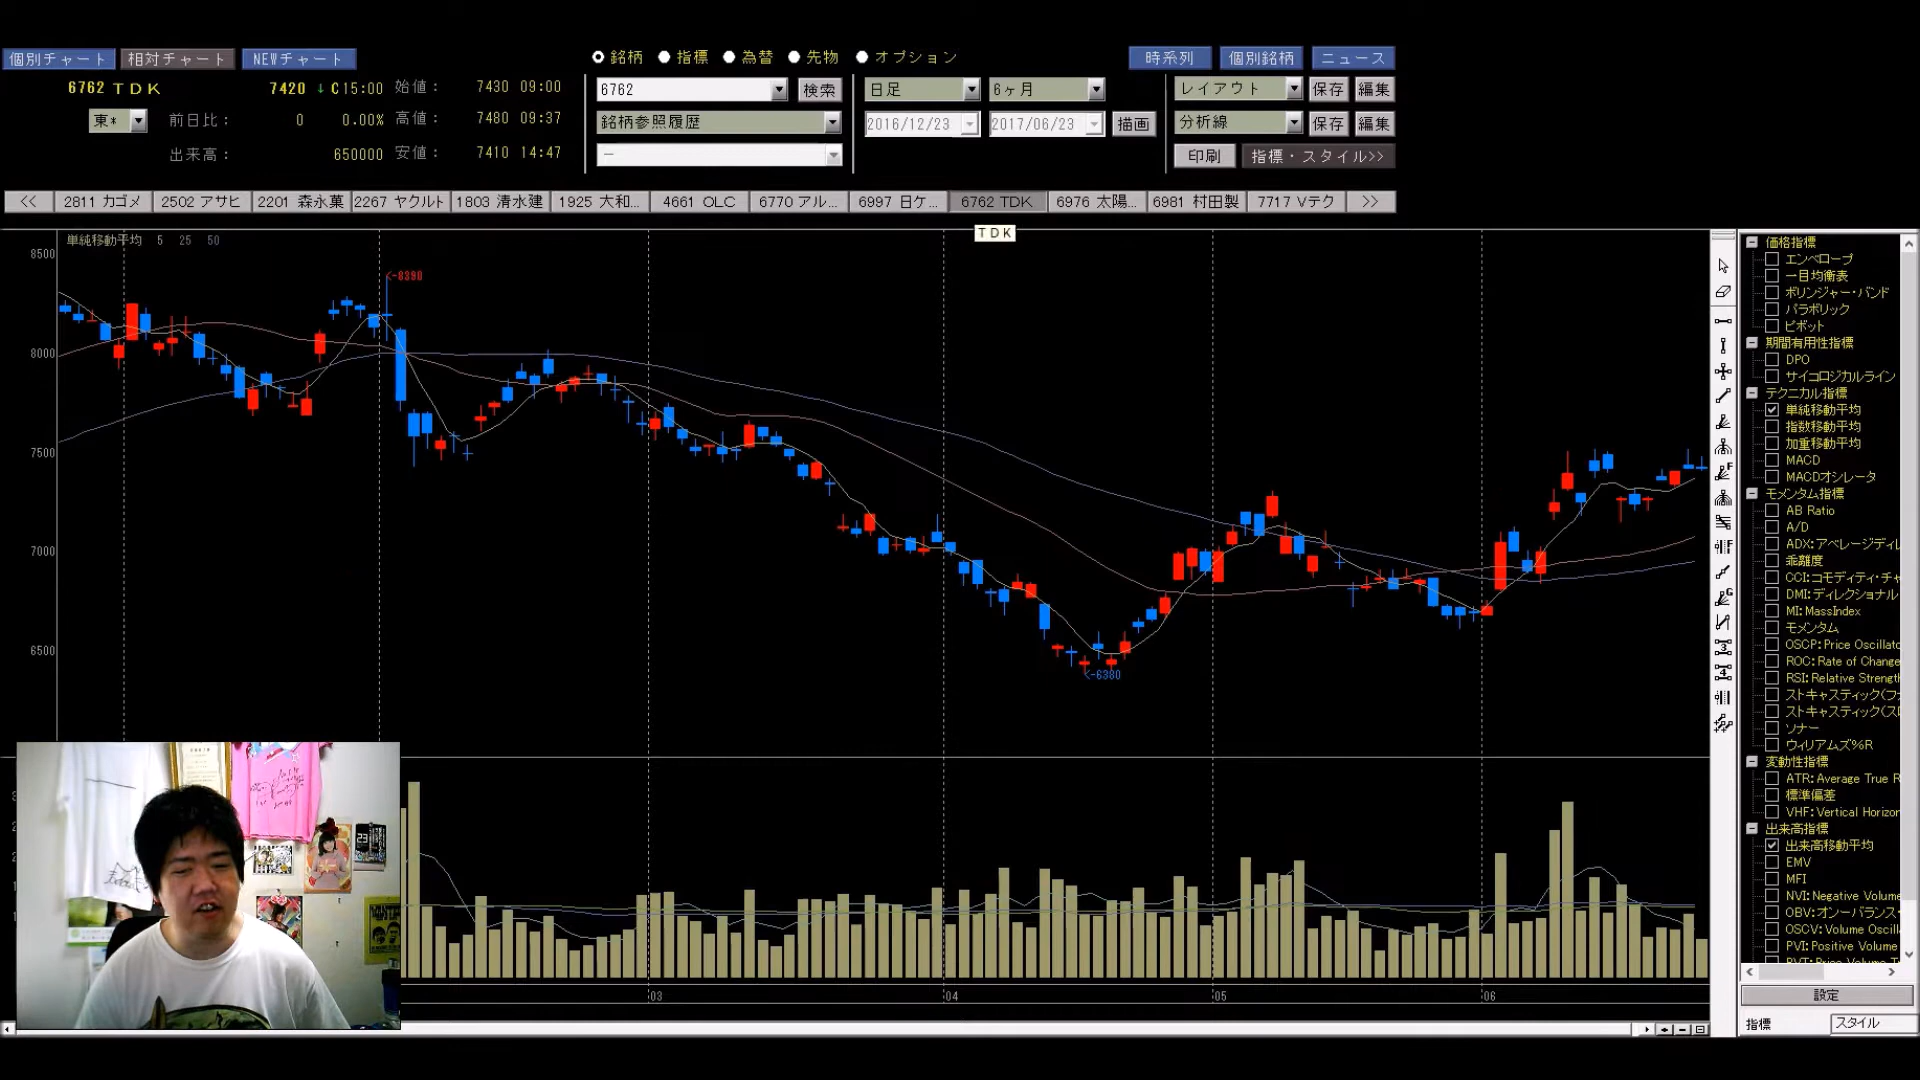 個別チャート 相対チャート NEWチャート
銘柄 指標 為替 先物 オプション
時系列 個別銘柄 ニュース
6762 TDK 7420 ↓ C15:00 始値： 7430 09:00
東* 前日比： 0 0.00% 高値： 7480 09:37
出来高： 650000 安値： 7410 14:47
6762 検索 日足 6ヶ月 レイアウト 保存 編集
銘柄参照履歴 2016/12/23 2017/06/23 描画 分析線 保存 編集
— 印刷 指標・スタイル>>
<< 2811 カゴメ 2502 アサヒ 2201 森永菓 2267 ヤクルト 1803 清水建 1925 大和... 4661 OLC 6770 アル... 6997 日ケ... 6762 TDK 6976 太陽... 6981 村田製 7717 Vテク >>
TDK
単純移動平均 5 25 50
8500
8000
7500
7000
6500
<-8390
<-6380
03 04 05 06
価格指標
エンベロープ
一目均衡表
ボリンジャー・バンド
パラボリック
ピボット
期間有用性指標
DPO
サイコロジカルライン
テクニカル指標
単純移動平均
指数移動平均
加重移動平均
MACD
MACDオシレータ
モメンタム指標
AB Ratio
A/D
ADX:アベレージディレ
乖離度
CCI:コモディティ・チャ
DMI:ディレクショナル
MI:MassIndex
モメンタム
OSCP:Price Oscillato
ROC:Rate of Change
RSI:Relative Strengt
ストキャスティック(フ
ストキャスティック(ス
ソナー
ウィリアムズ%R
変動性指標
ATR:Average True R
標準偏差
VHF:Vertical Horizon
出来高指標
出来高移動平均
EMV
MFI
NVI:Negative Volume
OBV:オンバランス・
OSCV:Volume Oscill
PVI:Positive Volume
PVT:Price Volume T
設定
指標 スタイル